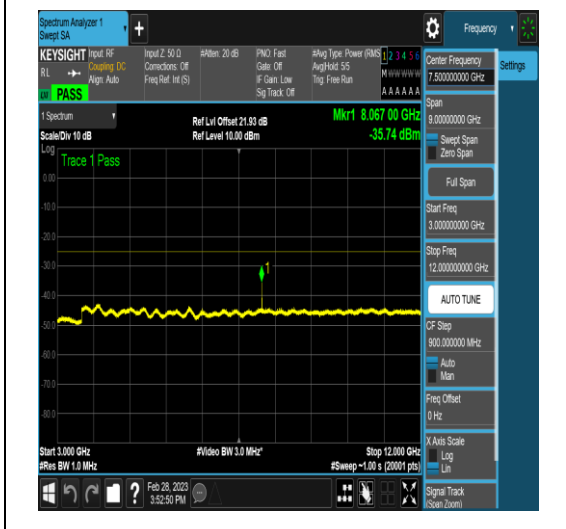 Spectrum Analyzer 1
Swept SA
+
Frequency
KEYSIGHT
RL
PASS
Input: RF
Coupling: DC
Align: Auto
Input Z: 50 Ω
Corrections: Off
Freq Ref: Int (S)
#Atten: 20 dB
PNO: Fast
Gate: Off
IF Gain: Low
Sig Track: Off
#Avg Type: Power (RMS
Avg|Hold: 5/5
Trig: Free Run
1 2 3 4 5 6
M W W W W W
A A A A A A
1 Spectrum
Scale/Div 10 dB
Ref Lvl Offset 21.93 dB
Ref Level 10.00 dBm
Mkr1 8.067 00 GHz
-35.74 dBm
Log
Trace 1 Pass
0.00
-10.0
-20.0
-30.0
-40.0
-50.0
-60.0
-70.0
-80.0
1
Start 3.000 GHz
#Res BW 1.0 MHz
#Video BW 3.0 MHz*
Stop 12.000 GHz
#Sweep ~1.00 s (20001 pts)
Feb 28, 2023
3:52:50 PM
Center Frequency
7.500000000 GHz
Settings
Span
9.00000000 GHz
Swept Span
Zero Span
Full Span
Start Freq
3.000000000 GHz
Stop Freq
12.000000000 GHz
AUTO TUNE
CF Step
900.000000 MHz
Auto
Man
Freq Offset
0 Hz
X Axis Scale
Log
Lin
Signal Track
(Span Zoom)